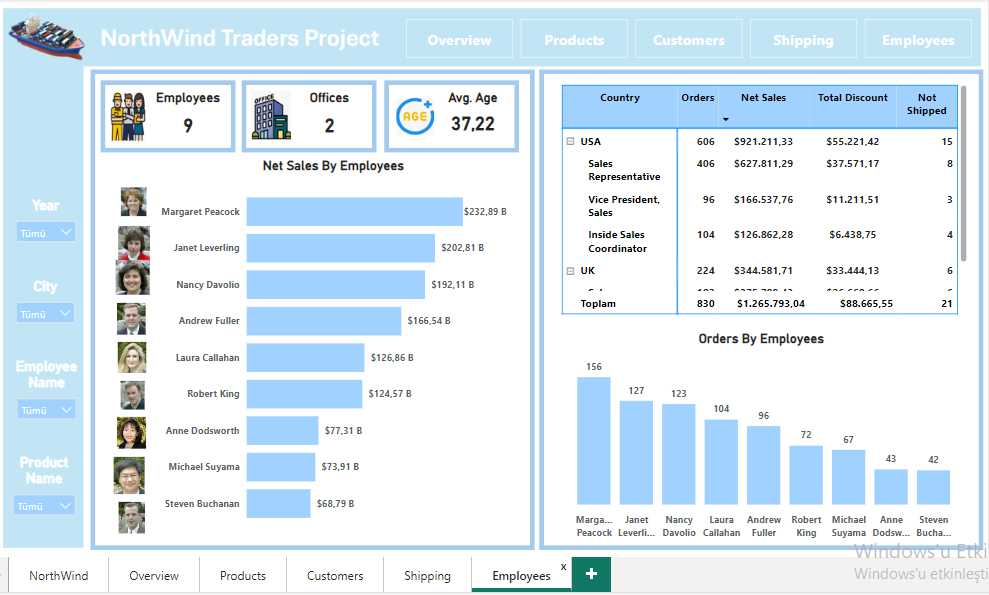 NorthWind Traders Project
Overview
Products
Customers
Shipping
Employees
Year
Tümü
City
Tümü
Employee
Name
Tümü
Product
Name
Tümü
Employees
9
OFFICE
Offices
2
AGE
Avg. Age
37,22
Net Sales By Employees
Margaret Peacock $232,89 B
Janet Leverling $202,81 B
Nancy Davolio $192,11 B
Andrew Fuller $166,54 B
Laura Callahan $126,86 B
Robert King $124,57 B
Anne Dodsworth $77,31 B
Michael Suyama $73,91 B
Steven Buchanan $68,79 B
Country Orders Net Sales Total Discount Not
Shipped
USA 606 $921.211,33 $55.221,42 15
Sales 406 $627.811,29 $37.571,17 8
Representative
Vice President, 96 $166.537,76 $11.211,51 3
Sales
Inside Sales 104 $126.862,28 $6.438,75 4
Coordinator
UK 224 $344.581,71 $33.444,13 6
Toplam 830 $1.265.793,04 $88.665,55 21
Orders By Employees
156
127
123
104
96
72
67
43
42
Marga... Janet Nancy Laura Andrew Robert Michael Anne Steven
Peacock Leverli... Davolio Callahan Fuller King Suyama Dodsw... Bucha...
Windows'u Etki
Windows'u etkinleşti
NorthWind
Overview
Products
Customers
Shipping
Employees x
+